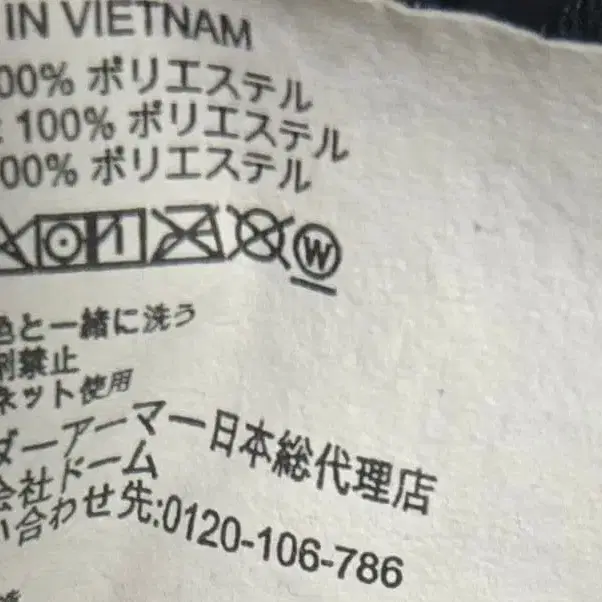 IN VIETNAM
00% ポリエステル
: 100% ポリエステル
00% ポリエステル
W
色と一緒に洗う
剤禁止
ネット使用
ダーアーマー日本総代理店
会社ドーム
い合わせ先:0120-106-786